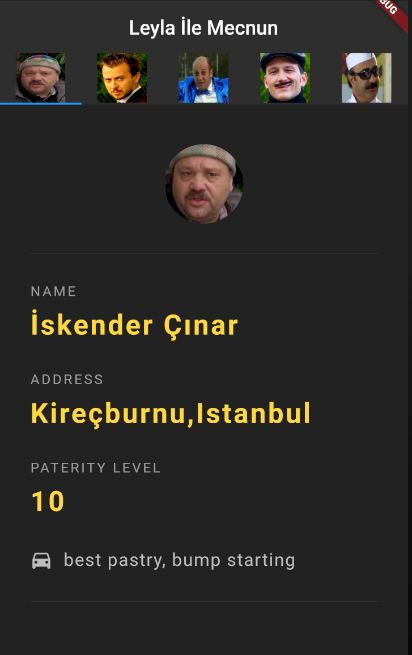 Leyla İle Mecnun
NAME
İskender Çınar
ADDRESS
Kireçburnu,Istanbul
PATERITY LEVEL
10
best pastry, bump starting